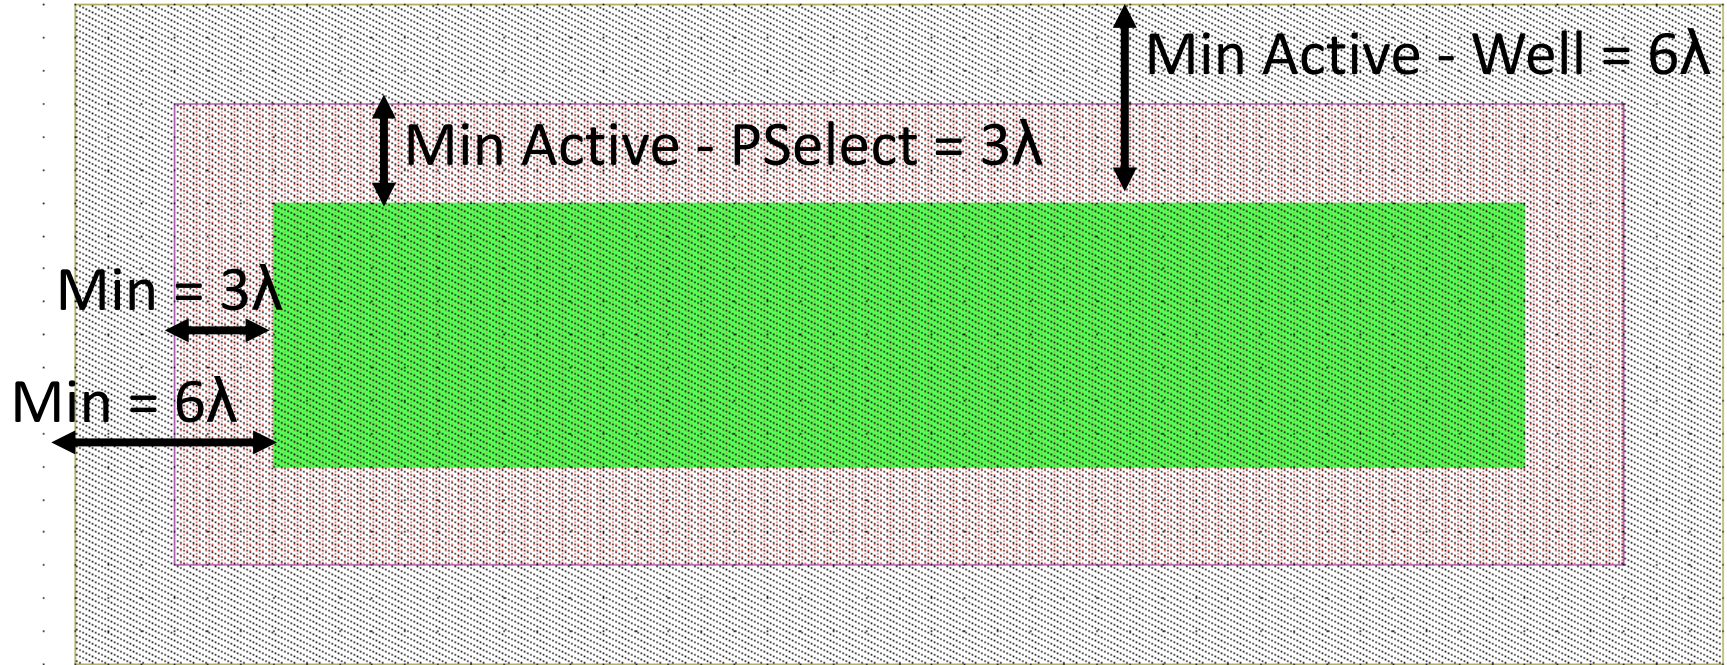 Min Active - Well = 6λ
Min Active - PSelect = 3λ
Min = 3λ
Min = 6λ